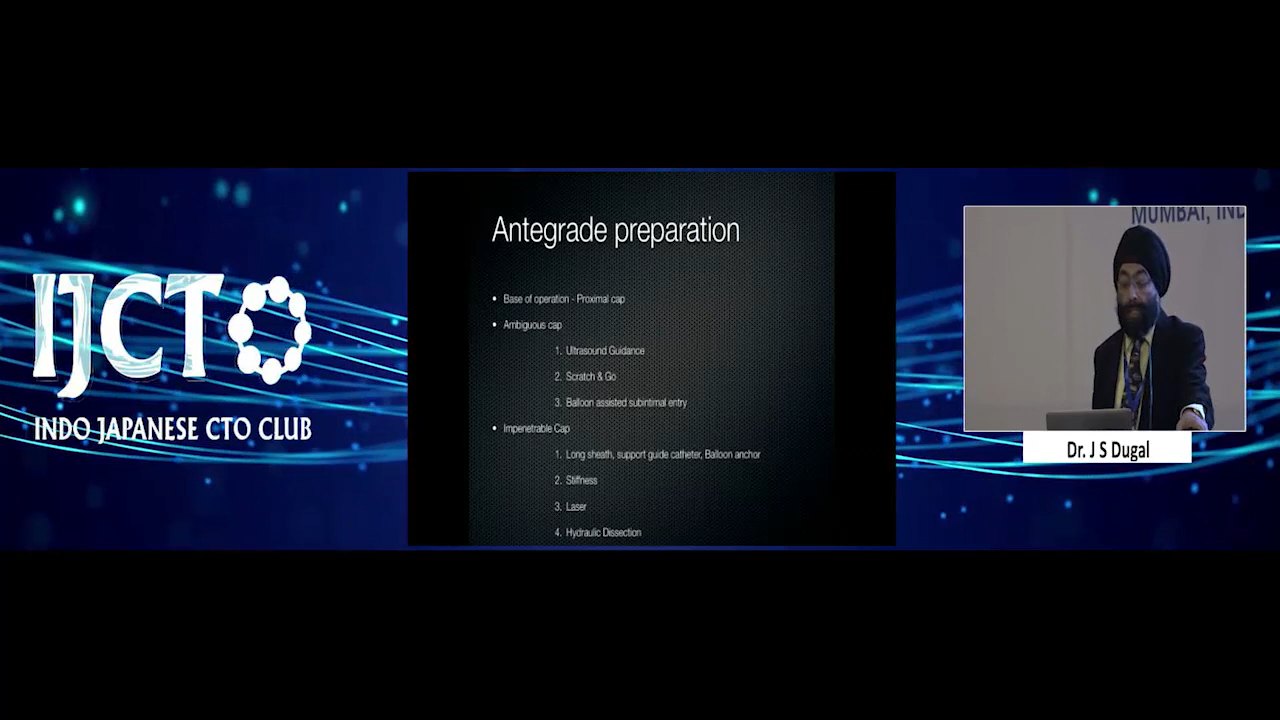 IJCTO
INDO JAPANESE CTO CLUB
Antegrade preparation
• Base of operation - Proximal cap
• Ambiguous cap
1. Ultrasound Guidance
2. Scratch & Go
3. Balloon assisted subintimal entry
• Impenetrable Cap
1. Long sheath, support guide catheter, Balloon anchor
2. Stiffness
3. Laser
4. Hydraulic Dissection
MUMBAI, IND
Dr. J S Dugal